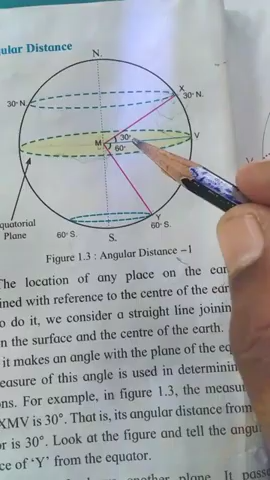 gular Distance
N.
X
30° N.
30° N.
V
M
30°
60°
quatorial
Plane
Y
60° S.
60° S.
S.
Figure 1.3 : Angular Distance –1
The location of any place on the ear
ined with reference to the centre of the ear
o do it, we consider a straight line joinin
n the surface and the centre of the earth.
it makes an angle with the plane of the eq
easure of this angle is used in determinin
ons. For example, in figure 1.3, the measur
XMV is 30°. That is, its angular distance from
or is 30°. Look at the figure and tell the angu
ce of ‘Y’ from the equator.
another plane. It pass